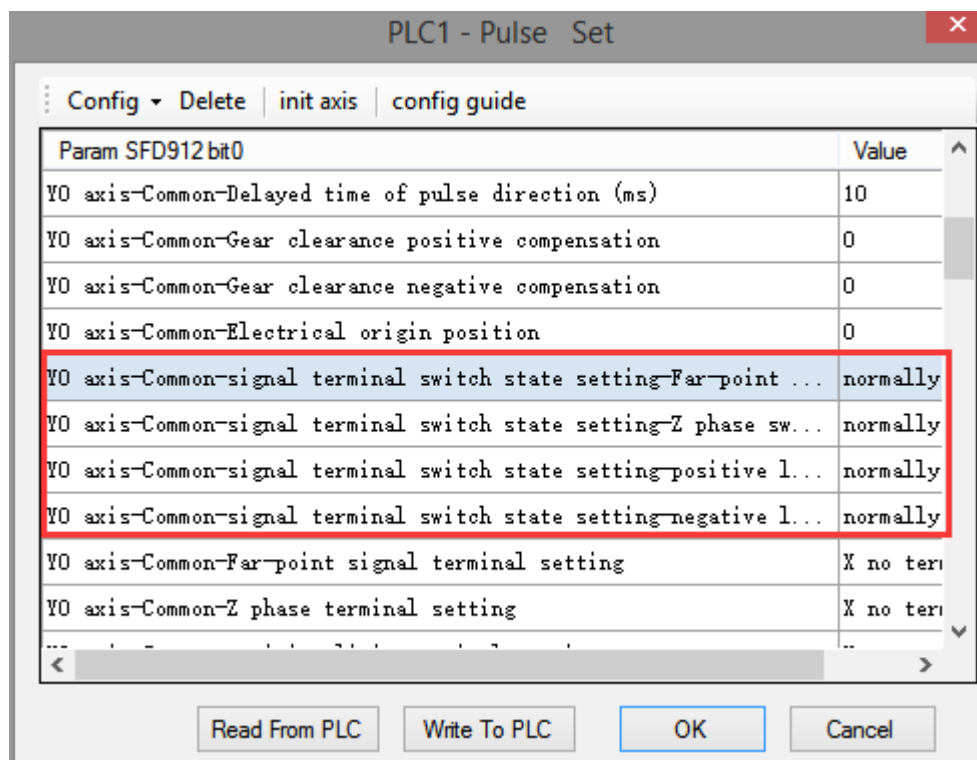 PLC1 - Pulse Set
Config Delete init axis config guide
Param SFD912 bit0 Value
Y0 axis-Common-Delayed time of pulse direction (ms) 10
Y0 axis-Common-Gear clearance positive compensation 0
Y0 axis-Common-Gear clearance negative compensation 0
Y0 axis-Common-Electrical origin position 0
Y0 axis-Common-signal terminal switch state setting-Far-point ... normally
Y0 axis-Common-signal terminal switch state setting-Z phase sw... normally
Y0 axis-Common-signal terminal switch state setting-positive l... normally
Y0 axis-Common-signal terminal switch state setting-negative l... normally
Y0 axis-Common-Far-point signal terminal setting X no
Y0 axis-Common-Z phase terminal setting X no
Read From PLC Write To PLC OK Cancel